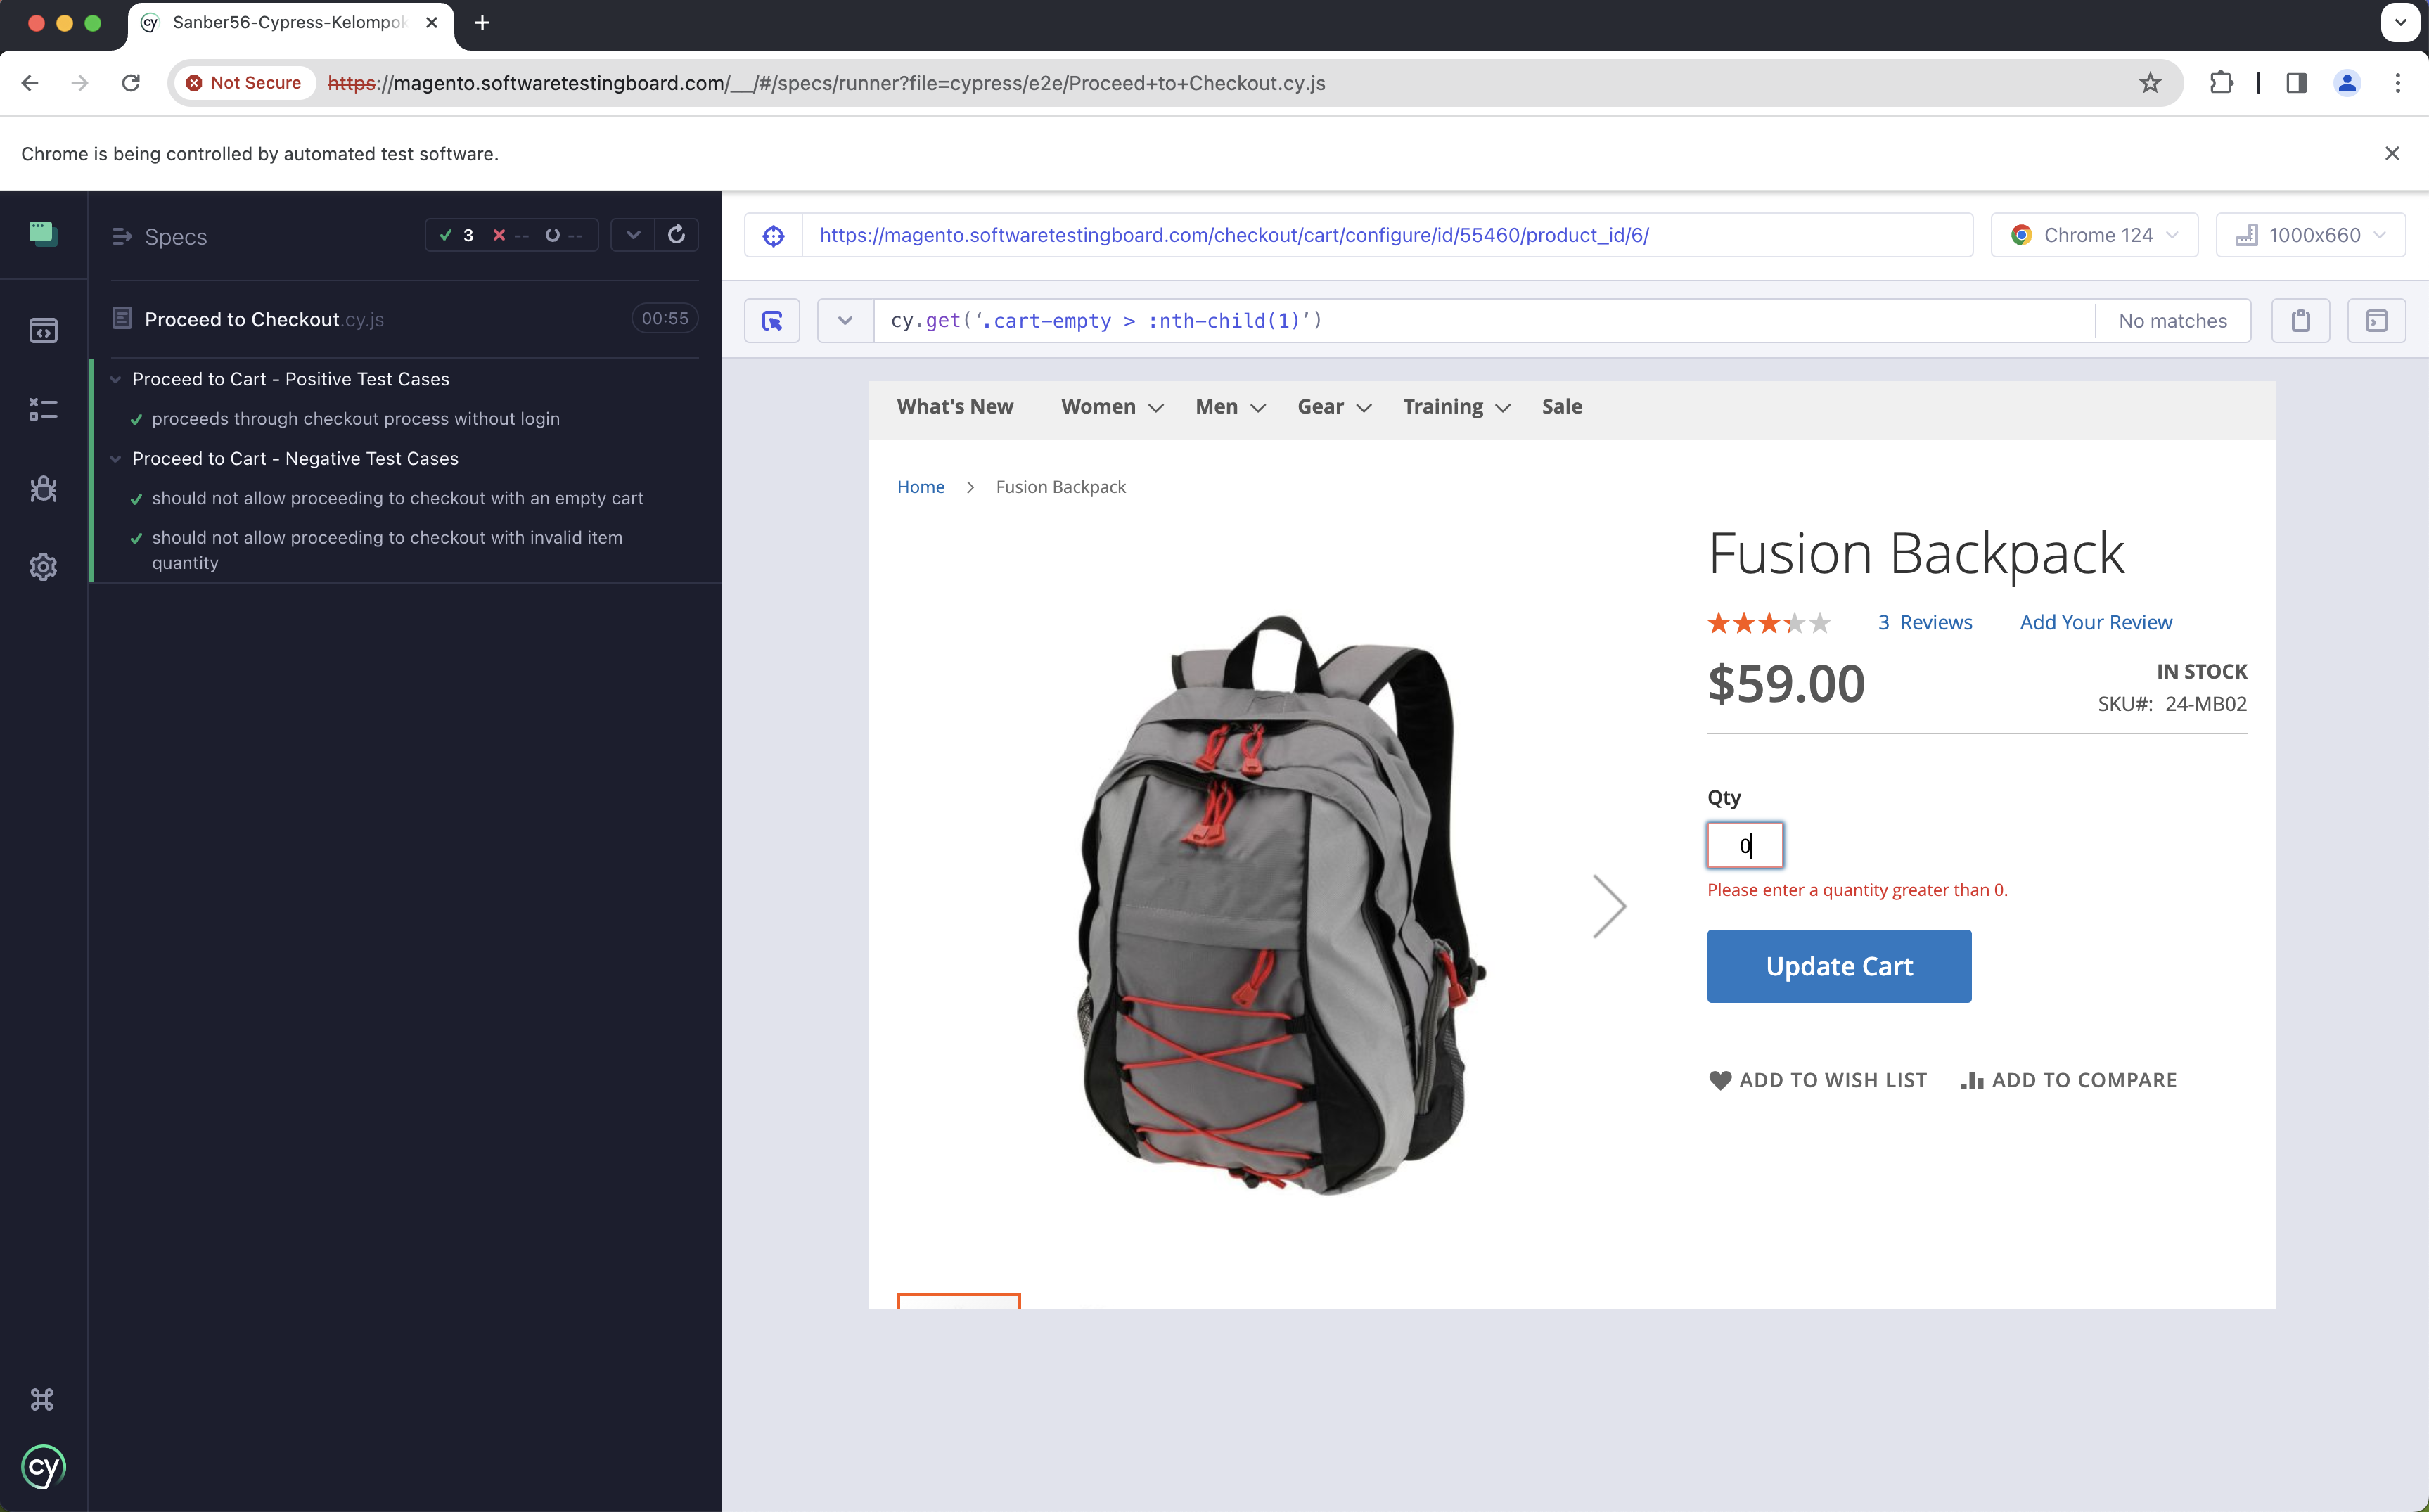 Sanber56-Cypress-Kelompok
Not Secure https://magento.softwaretestingboard.com/__/#/specs/runner?file=cypress/e2e/Proceed+to+Checkout.cy.js
Chrome is being controlled by automated test software.
Specs
3 -- --
Proceed to Checkout.cy.js
00:55
Proceed to Cart - Positive Test Cases
proceeds through checkout process without login
Proceed to Cart - Negative Test Cases
should not allow proceeding to checkout with an empty cart
should not allow proceeding to checkout with invalid item
quantity
cy
https://magento.softwaretestingboard.com/checkout/cart/configure/id/55460/product_id/6/
Chrome 124
1000x660
cy.get(‘.cart-empty > :nth-child(1)’)
No matches
What's New Women Men Gear Training Sale
Home Fusion Backpack
Fusion Backpack
3 Reviews Add Your Review
$59.00
IN STOCK
SKU#: 24-MB02
Qty
0
Please enter a quantity greater than 0.
Update Cart
ADD TO WISH LIST ADD TO COMPARE